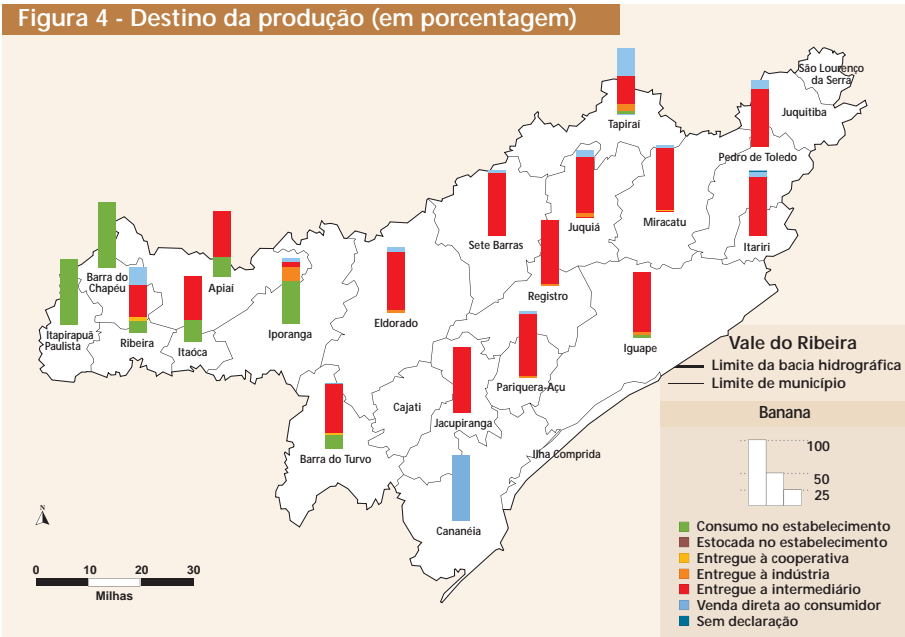 Figura 4 - Destino da produção (em porcentagem)
São Lourenço
da Serra
Juquitiba
Tapiraí
Pedro de Toledo
Juquiá
Miracatu
Itariri
Sete Barras
Registro
Barra do
Chapéu
Apiaí
Itapirapuã
Paulista
Ribeira
Itaóca
Iporanga
Eldorado
Iguape
Pariquera-Açu
Cajati
Jacupiranga
Barra do Turvo
Ilha Comprida
Cananéia
N
0 10 20 30
Milhas
Vale do Ribeira
Limite da bacia hidrográfica
Limite de município
Banana
100
50
25
Consumo no estabelecimento
Estocada no estabelecimento
Entregue à cooperativa
Entregue à indústria
Entregue a intermediário
Venda direta ao consumidor
Sem declaração